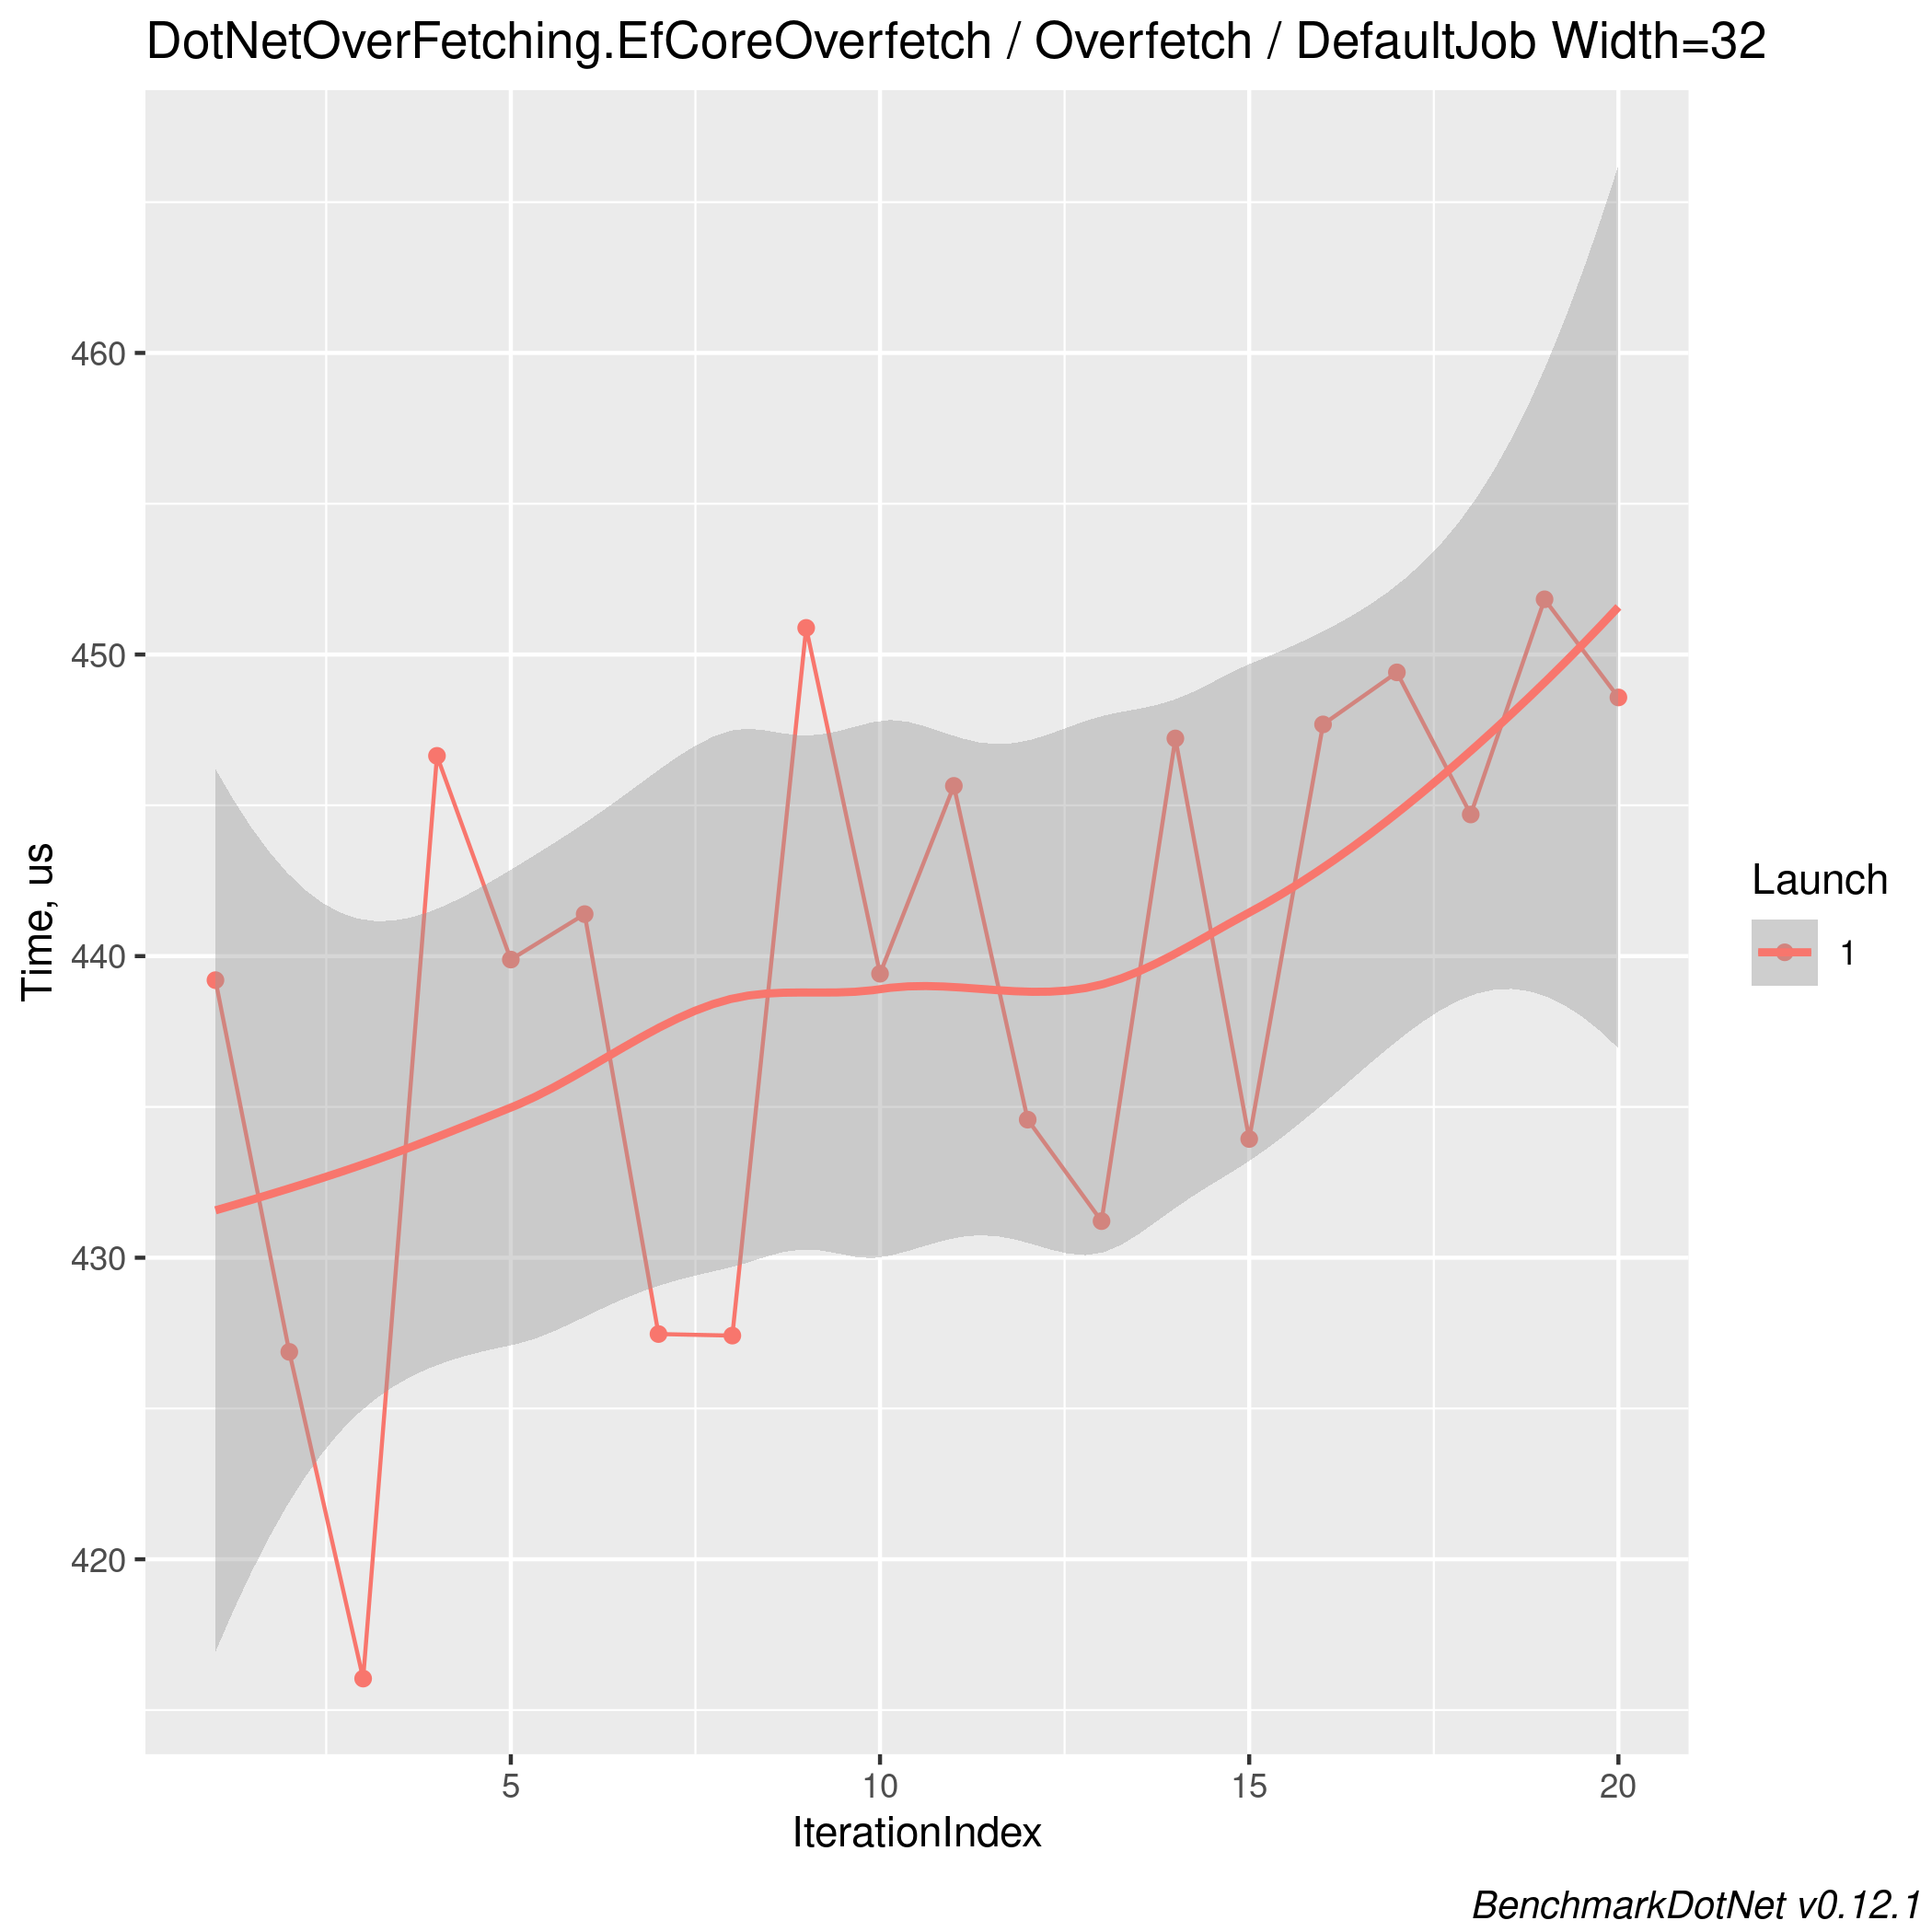 DotNetOverFetching.EfCoreOverfetch / Overfetch / DefaultJob Width=32
460
450
440
430
420
Time, us
5
10
15
20
IterationIndex
Launch
1
BenchmarkDotNet v0.12.1